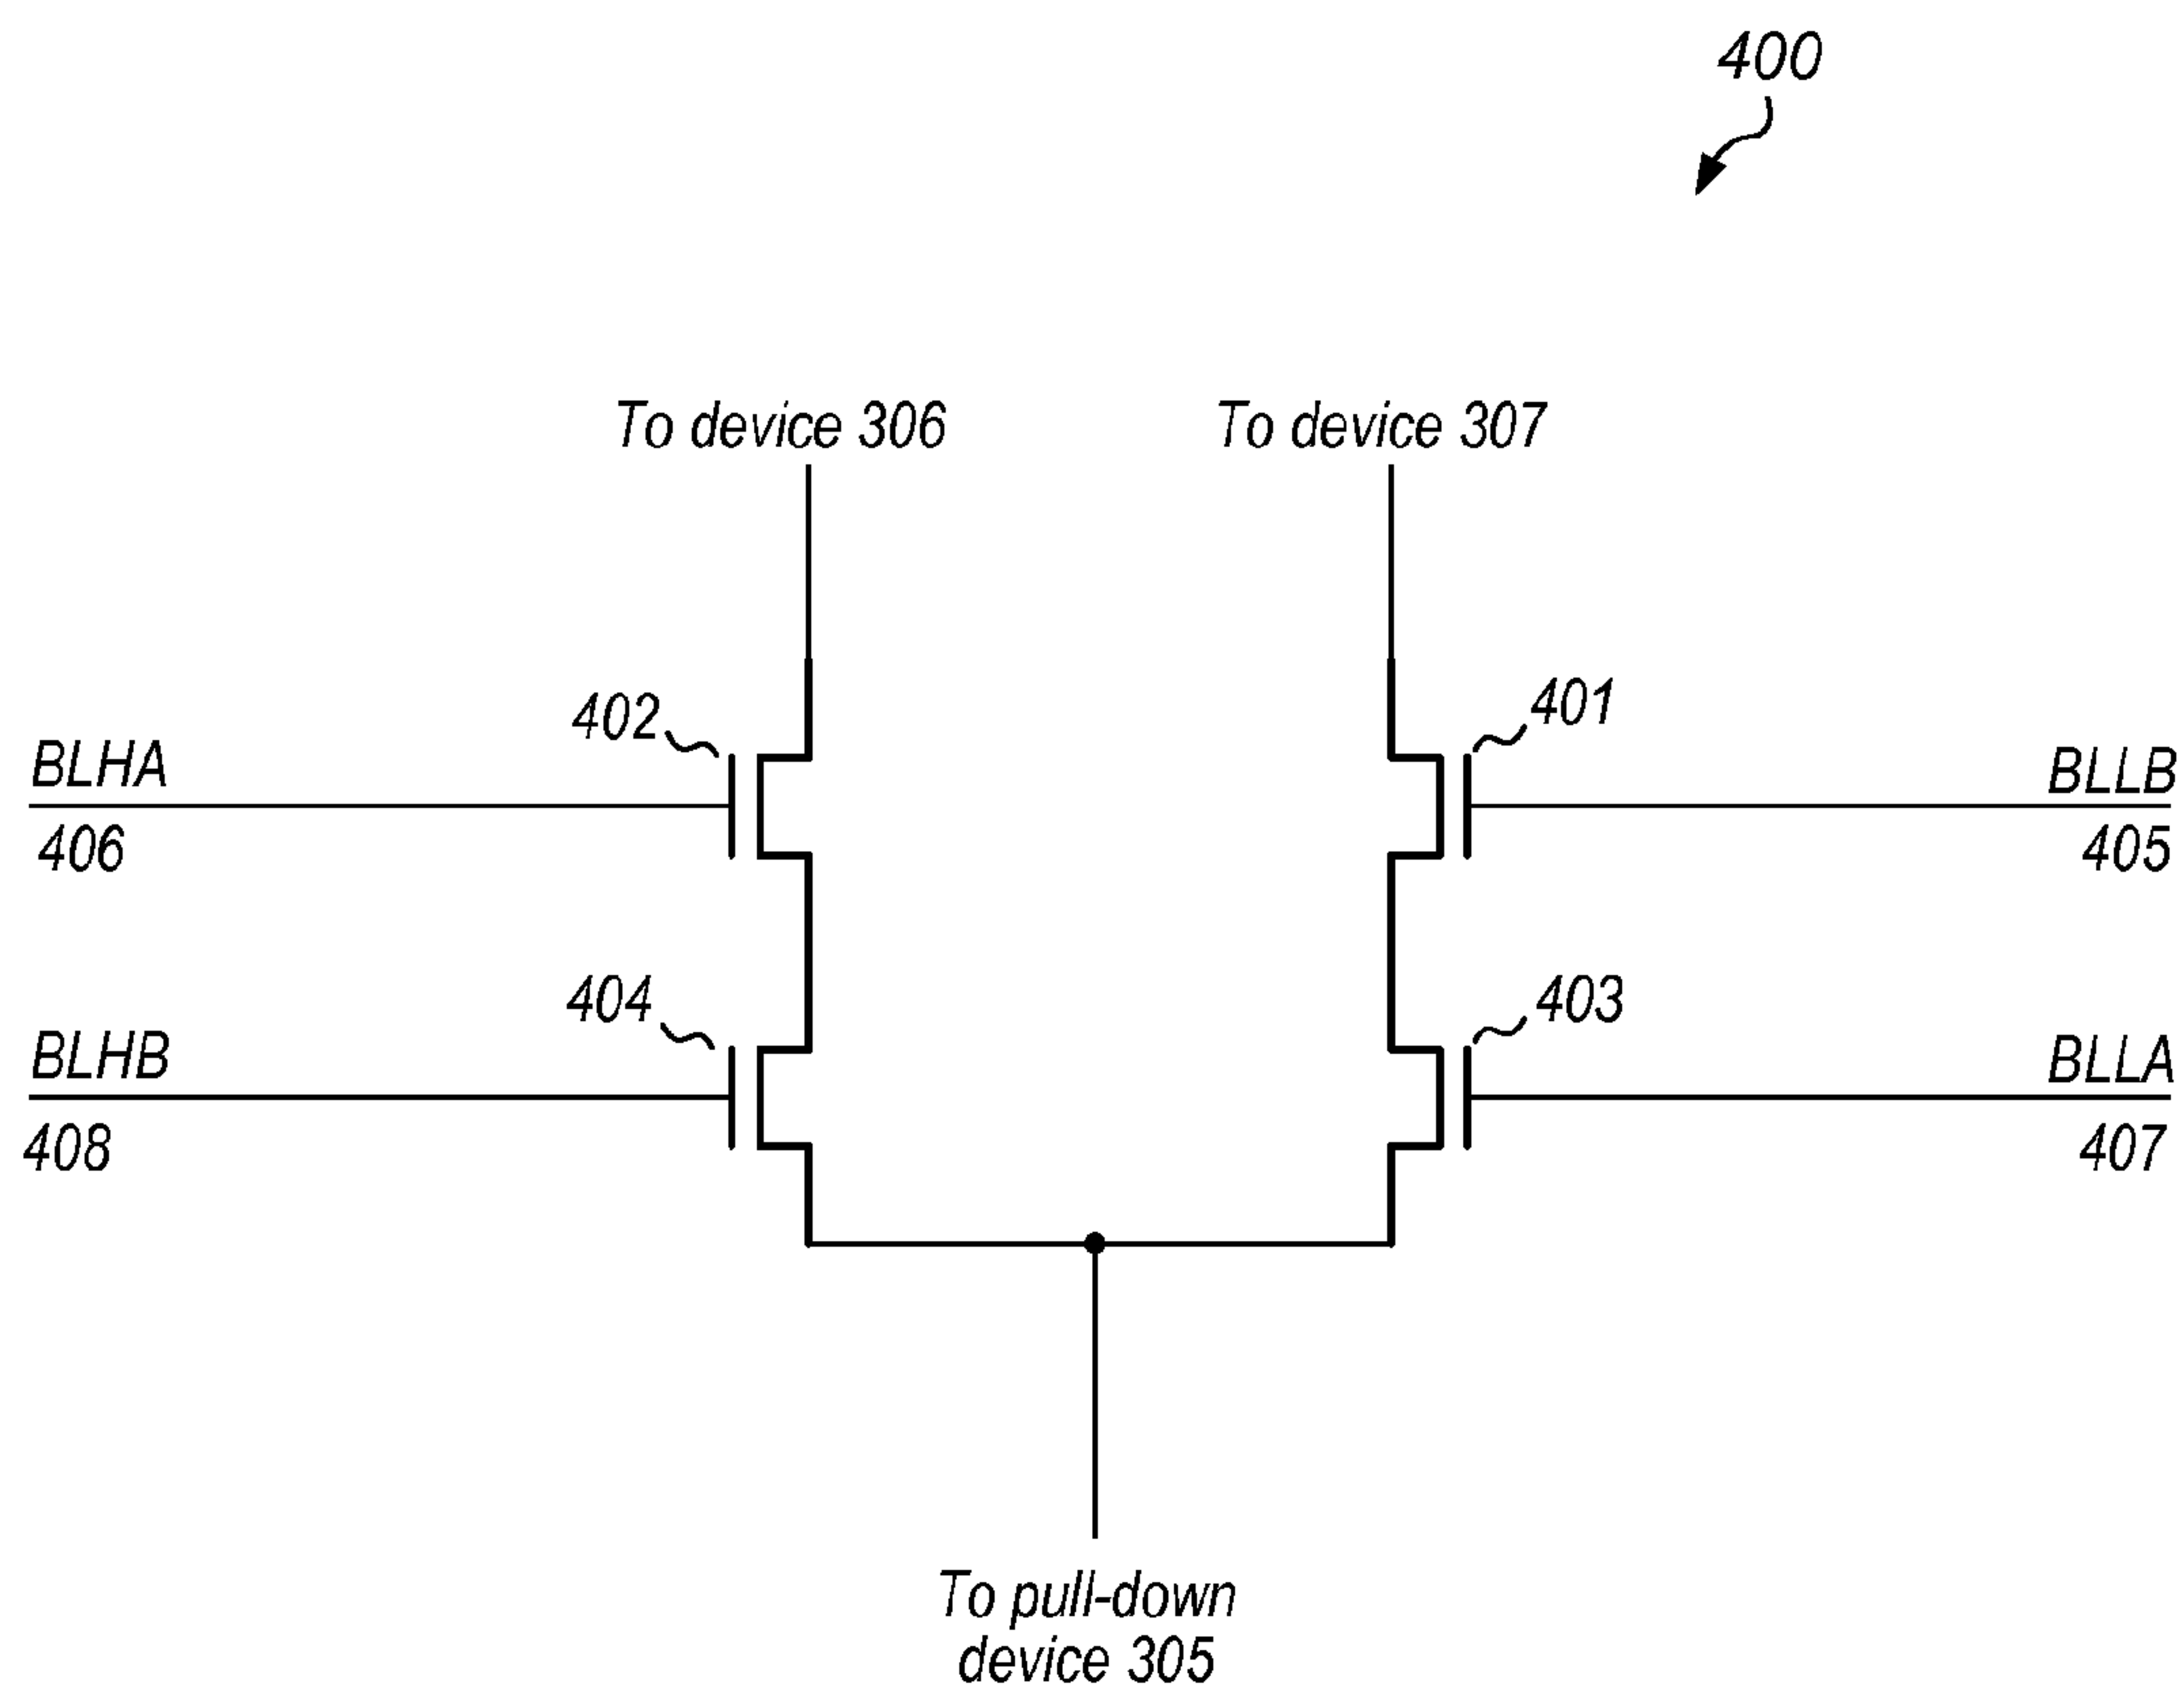 400
To device 306
To device 307
402
401
BLHA
BLLB
406
405
404
403
BLHB
BLLA
408
407
To pull-down
device 305